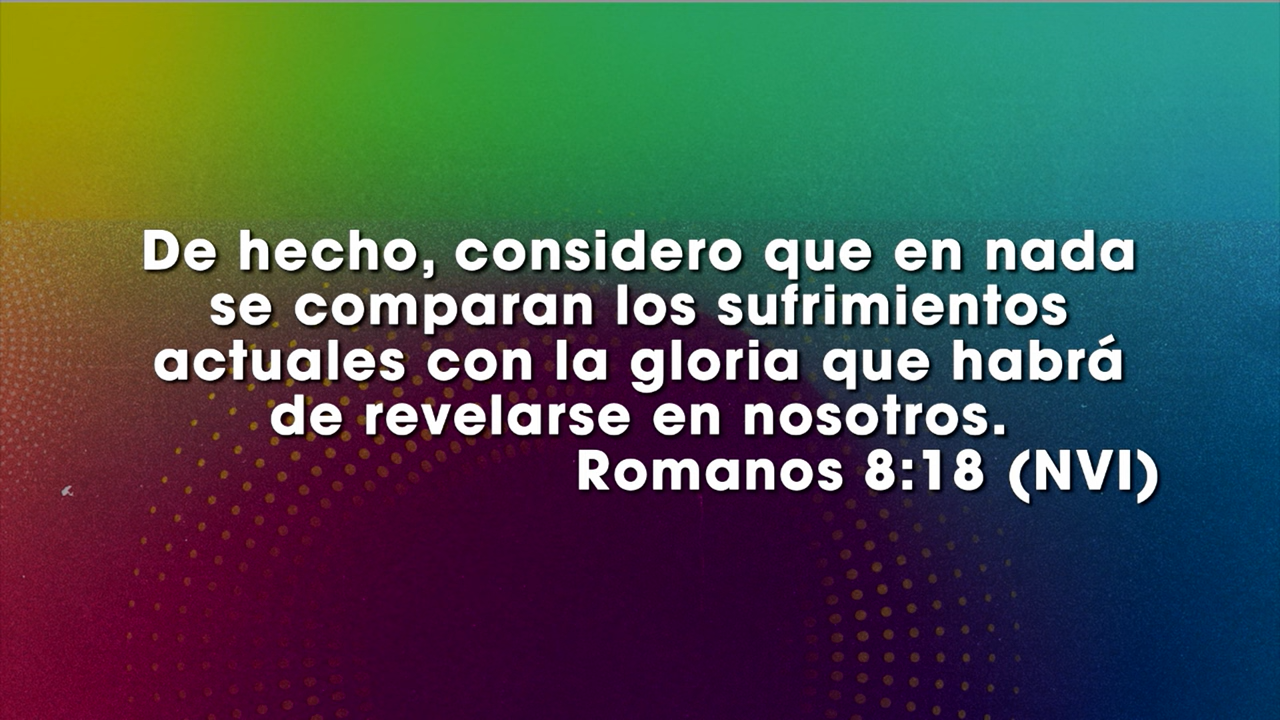 De hecho, considero que en nada
se comparan los sufrimientos
actuales con la gloria que habrá
de revelarse en nosotros.
Romanos 8:18 (NVI)